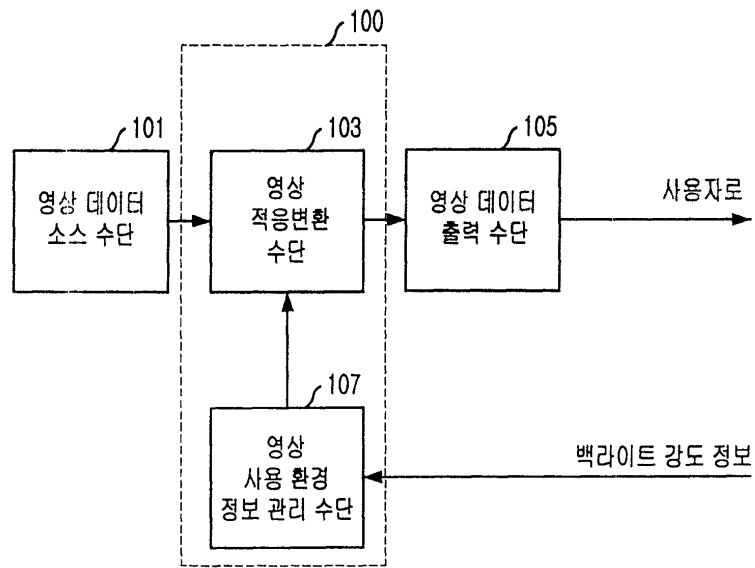 100
101
103
105
영상 데이터
소스 수단
영상
적응변환
수단
영상 데이터
출력 수단
사용자로
107
영상
사용 환경
정보 관리 수단
백라이트 강도 정보